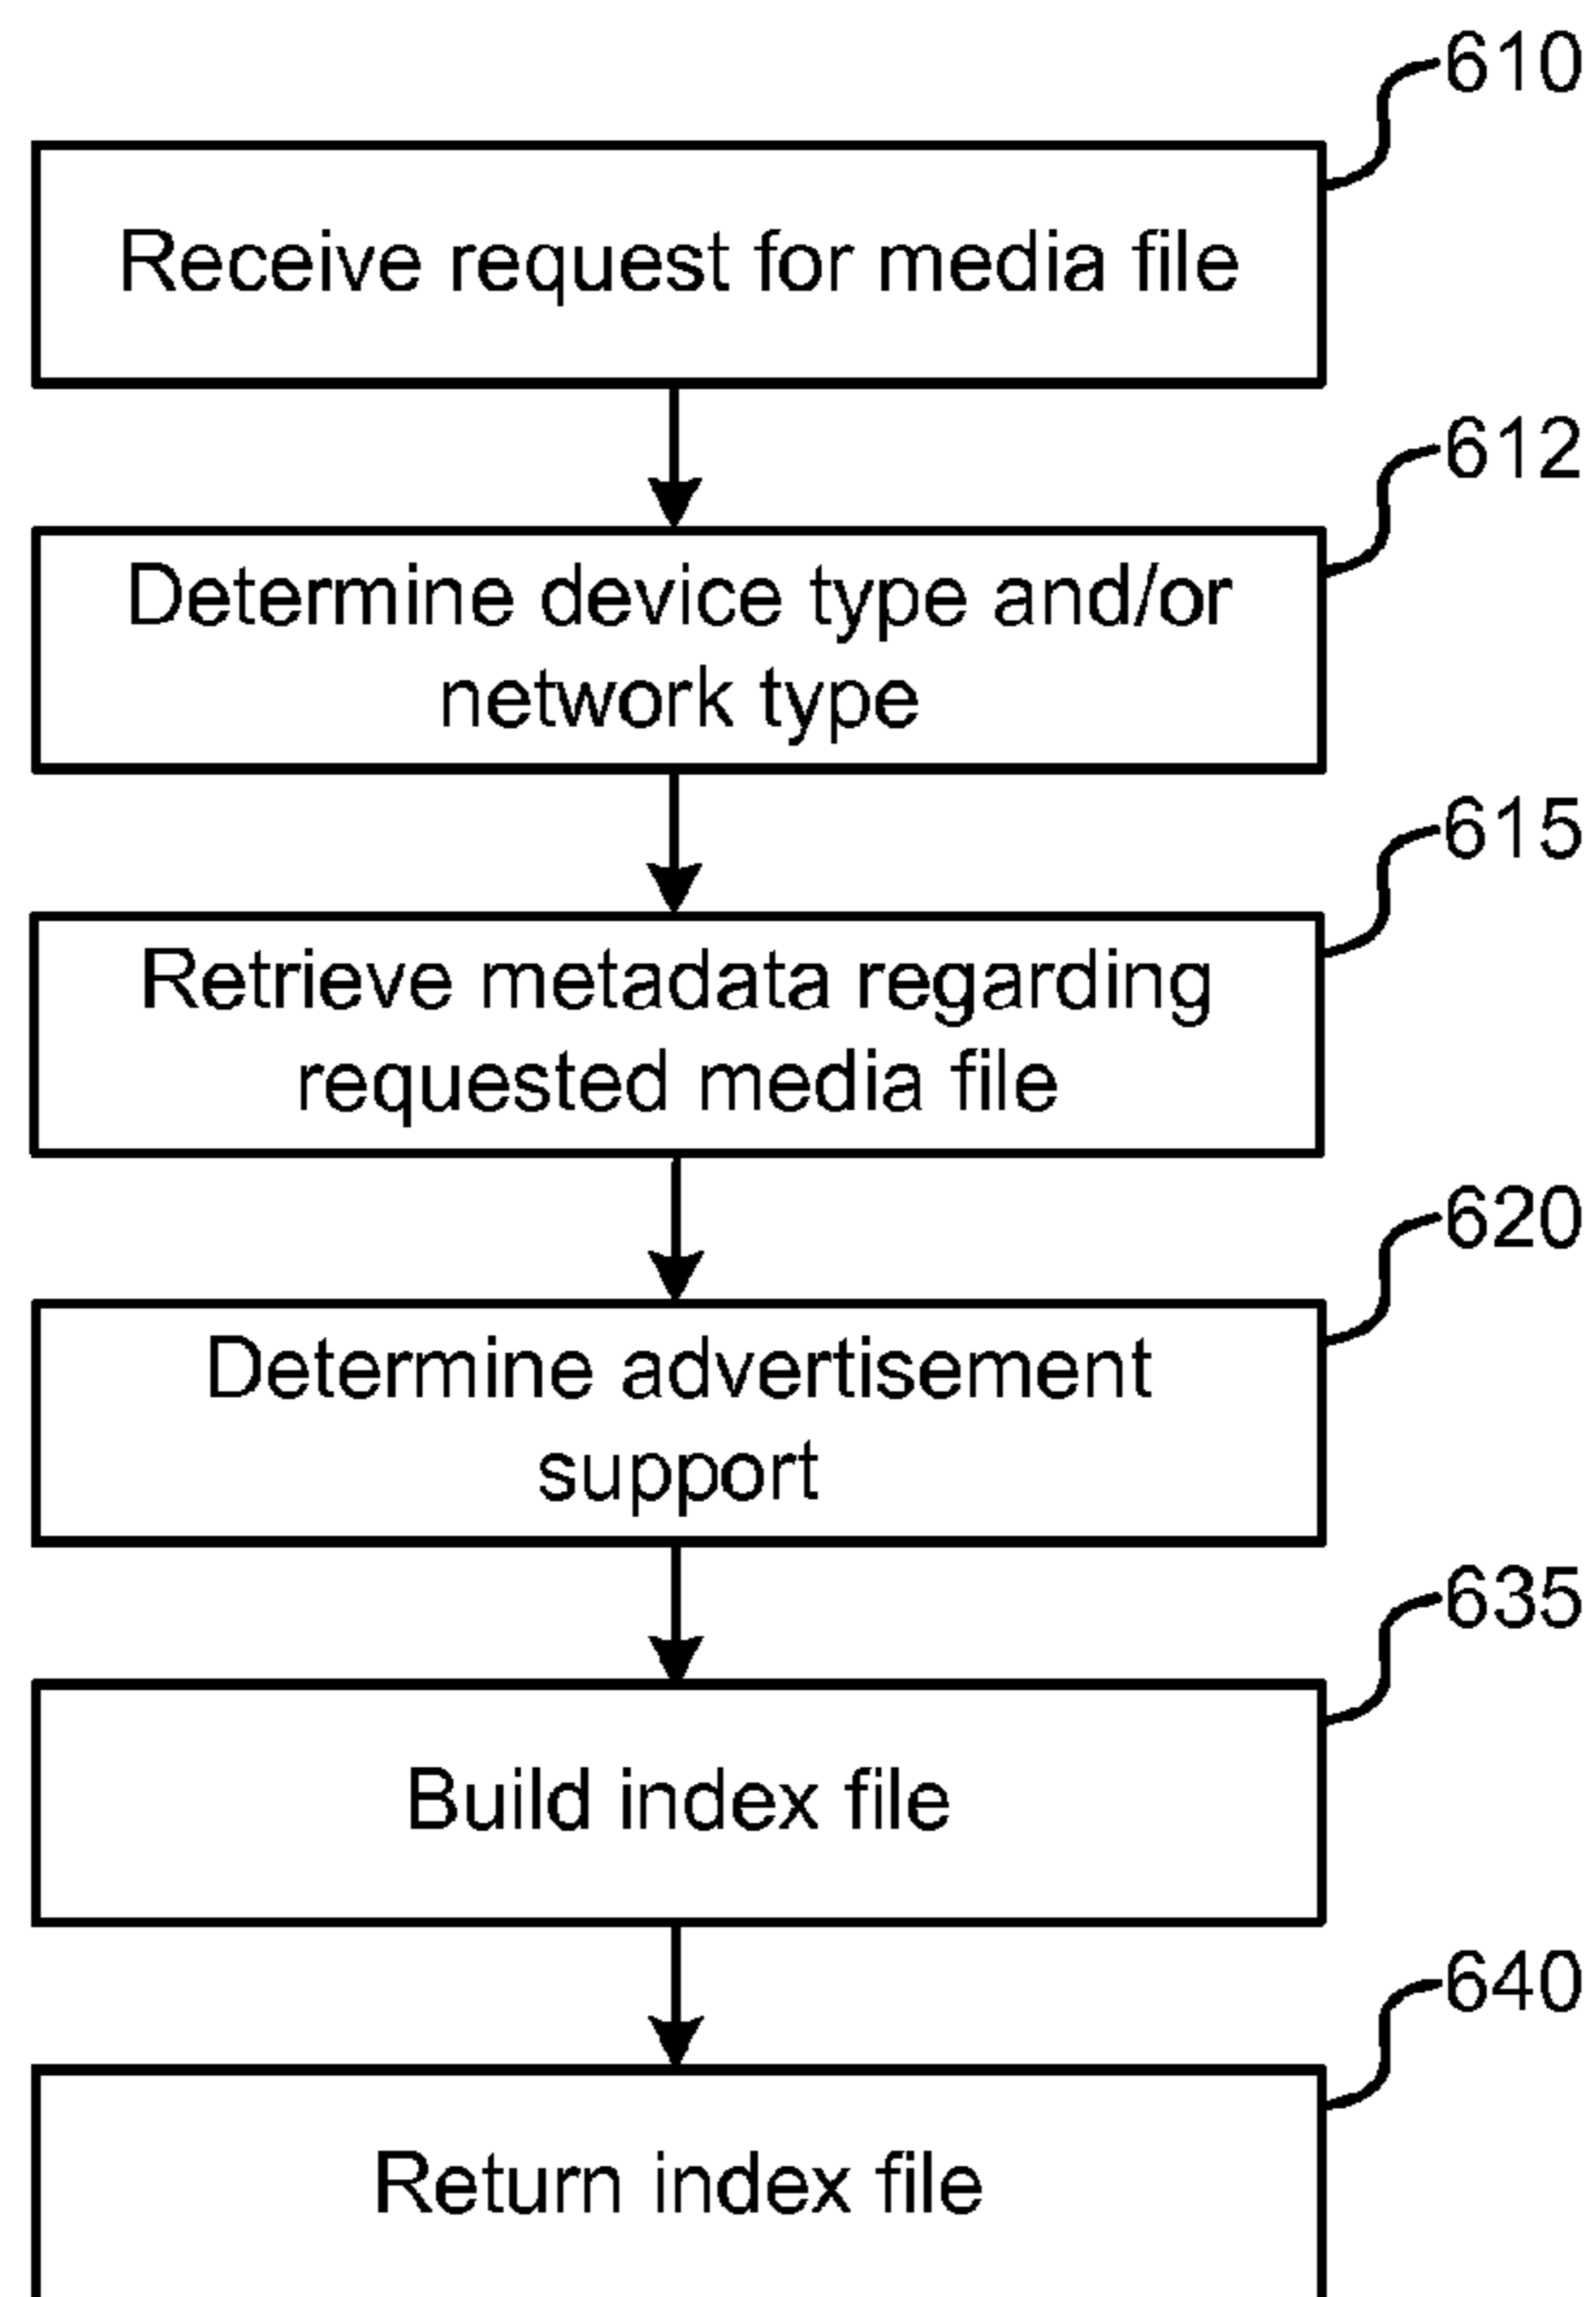 610
Receive request for media file
612
Determine device type and/or
network type
615
Retrieve metadata regarding
requested media file
620
Determine advertisement
support
635
Build index file
640
Return index file